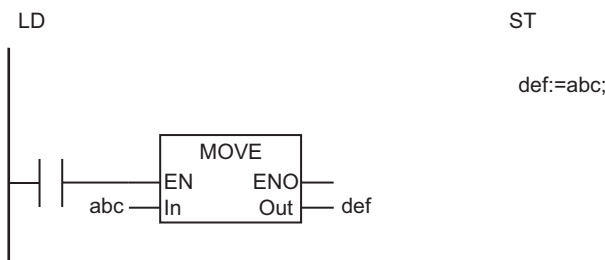 LD
ST
def:=abc;
MOVE
EN ENO
abc In Out def